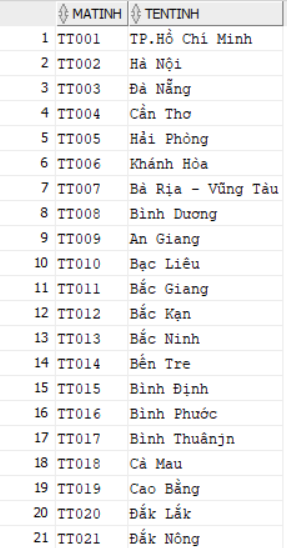 MATINH TENTINH
1 TT001 TP.Hồ Chí Minh
2 TT002 Hà Nội
3 TT003 Đà Nẵng
4 TT004 Cần Thơ
5 TT005 Hải Phòng
6 TT006 Khánh Hòa
7 TT007 Bà Rịa - Vũng Tàu
8 TT008 Bình Dương
9 TT009 An Giang
10 TT010 Bạc Liêu
11 TT011 Bắc Giang
12 TT012 Bắc Kạn
13 TT013 Bắc Ninh
14 TT014 Bến Tre
15 TT015 Bình Định
16 TT016 Bình Phước
17 TT017 Bình Thuânjn
18 TT018 Cà Mau
19 TT019 Cao Bằng
20 TT020 Đắk Lắk
21 TT021 Đắk Nông